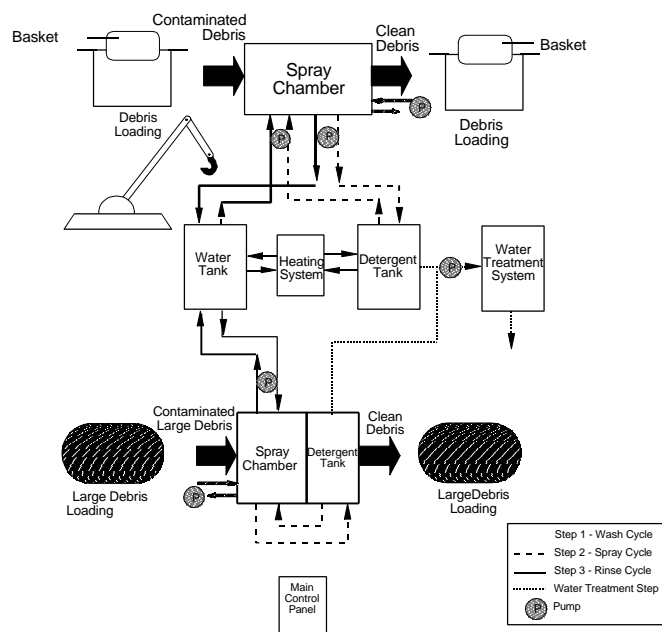 Contaminated
Debris
Clean
Debris
Basket
Basket
Spray
Chamber
P
Debris
Loading
Debris
Loading
P
P
Water
Tank
Heating
System
Detergent
Tank
P
Water
Treatment
System
P
Contaminated
Large Debris
Clean
Debris
Spray
Chamber
Detergent
Tank
P
Large Debris
Loading
LargeDebris
Loading
Main
Control
Panel
Step 1 - Wash Cycle
Step 2 - Spray Cycle
Step 3 - Rinse Cycle
Water Treatment Step
P Pump